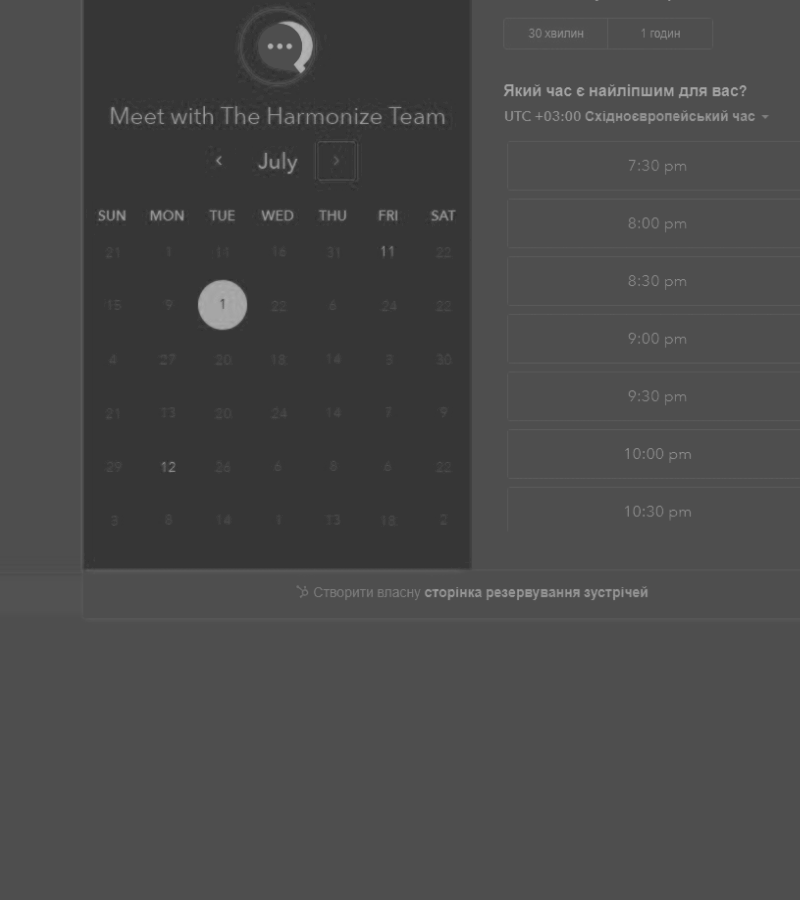 30 хвилин
1 годин
Meet with The Harmonize Team
July
SUN MON TUE WED THU FRI SAT
21 1 11 16 31 11 22
15 9 1 22 6 24 22
4 27 20 18 14 3 30
21 13 20 24 14 7 9
29 12 26 6 8 6 22
3 8 14 1 13 18 2
Який час є найліпшим для вас?
UTC +03:00 Східноєвропейський час
7:30 pm
8:00 pm
8:30 pm
9:00 pm
9:30 pm
10:00 pm
10:30 pm
Створити власну сторінка резервування зустрічей